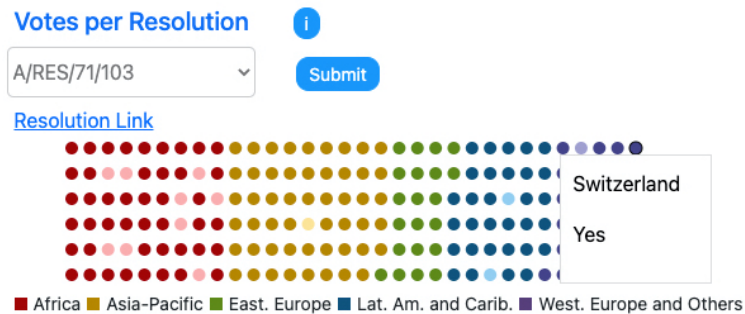 Votes per Resolution i
A/RES/71/103
Submit
Resolution Link
Switzerland
Yes
Africa Asia-Pacific East. Europe Lat. Am. and Carib. West. Europe and Others